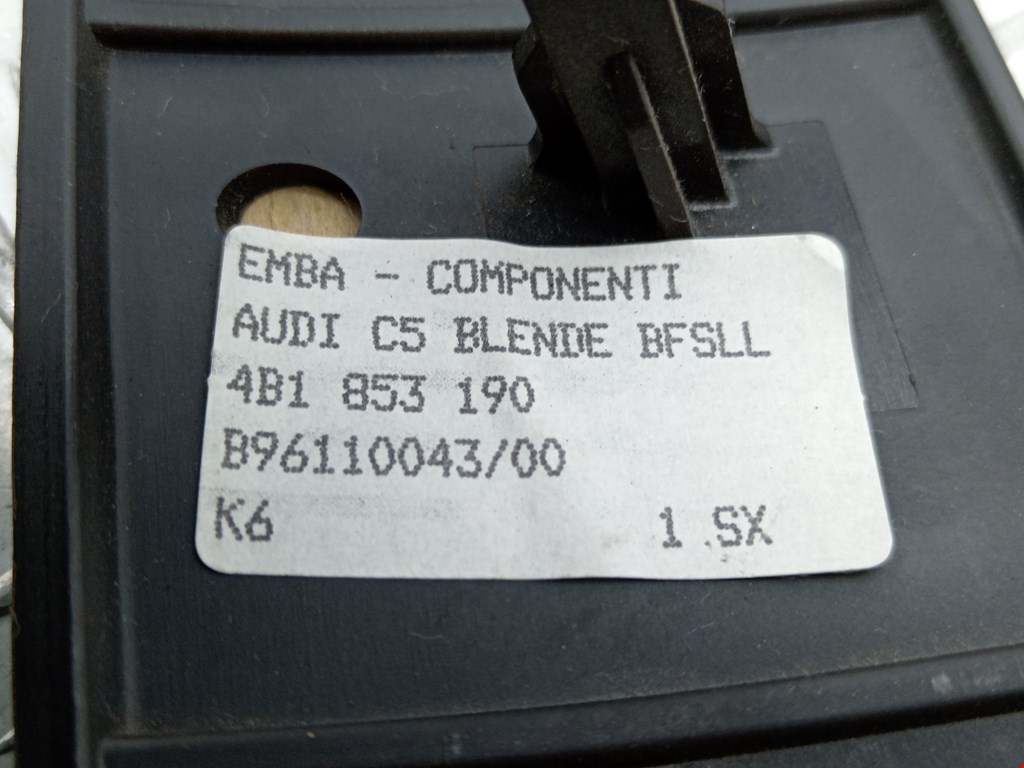 EMBA - COMPONENTI
AUDI C5 BLENDE BFSLL
4B1 853 190
B96110043/00
K6 1 SX